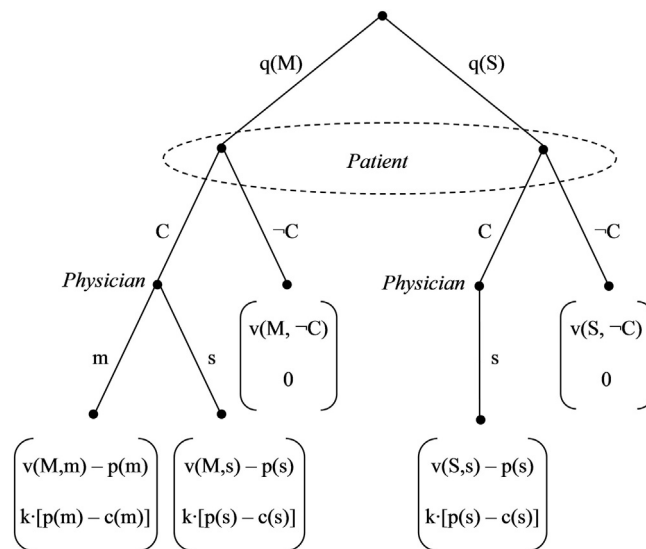 q(M) q(S)
Patient
C ¬C C ¬C
Physician Physician
v(M, ¬C) v(S, ¬C)
0 0
m s s
v(M,m) – p(m) v(M,s) – p(s) v(S,s) – p(s)
k·[p(m) – c(m)] k·[p(s) – c(s)] k·[p(s) – c(s)]